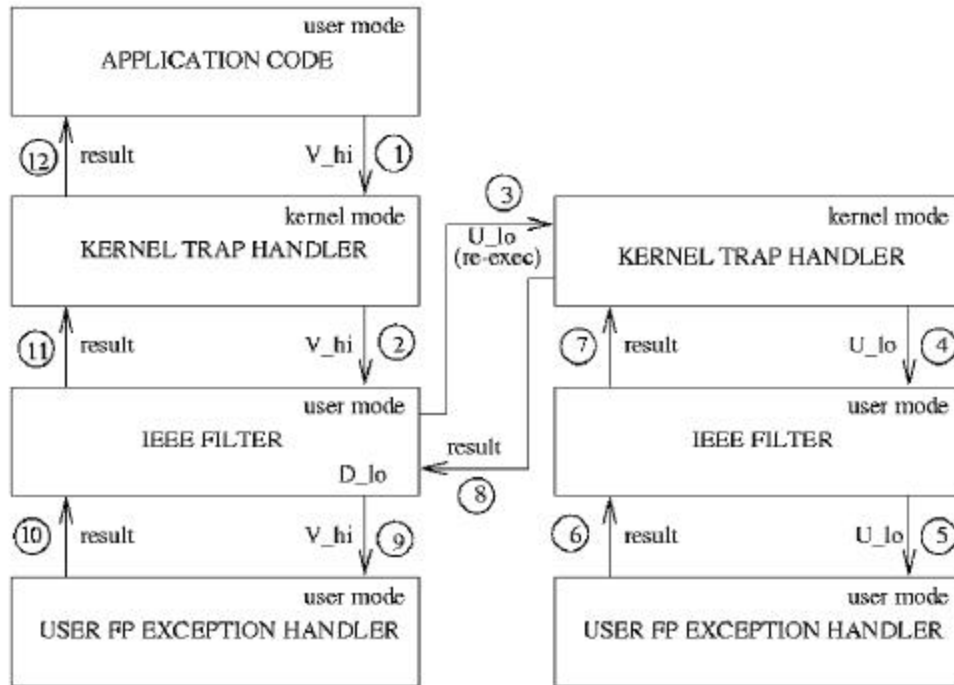 user mode
APPLICATION CODE
12 result V_hi 1
kernel mode
KERNEL TRAP HANDLER
3
U_lo
(re-exec)
kernel mode
KERNEL TRAP HANDLER
11 result V_hi 2
7 result U_lo 4
user mode
IEEE FILTER
D_lo
result
8
user mode
IEEE FILTER
10 result V_hi 9
6 result U_lo 5
user mode
USER FP EXCEPTION HANDLER
user mode
USER FP EXCEPTION HANDLER